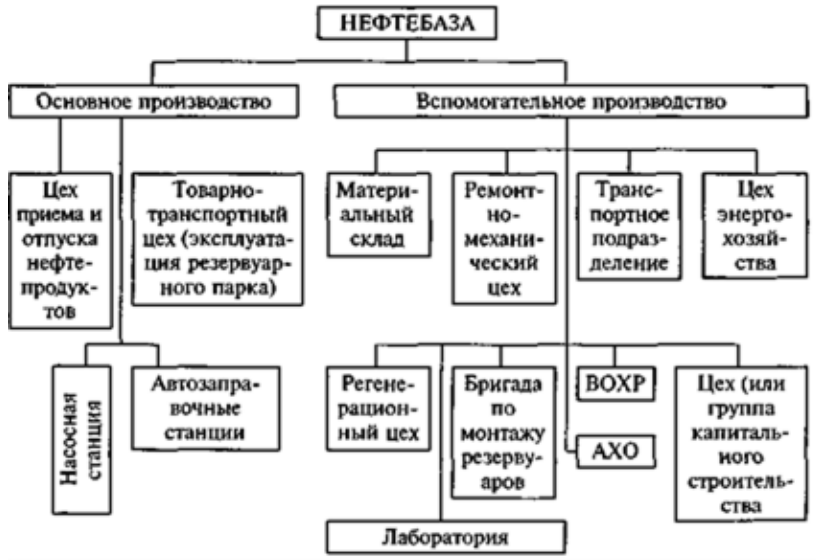 НЕФТЕБАЗА
Основное производство
Вспомогательное производство
Цех
приема и
отпуска
нефте-
продук-
тов
Товарно-
транспортный
цех (эксплуата-
ция резервуар-
ного парка)
Матери-
альный
склад
Ремонт-
но-
механи-
ческий
цех
Транс-
портное
подраз-
деление
Цех
энерго-
хозяй-
ства
Насосная
станция
Автозапра-
вочные
станции
Регене-
рацион-
ный цех
Бригада
по
монтажу
резерву-
аров
ВОХР
АХО
Цех (или
группа
капиталь-
ного
строитель-
ства
Лаборатория